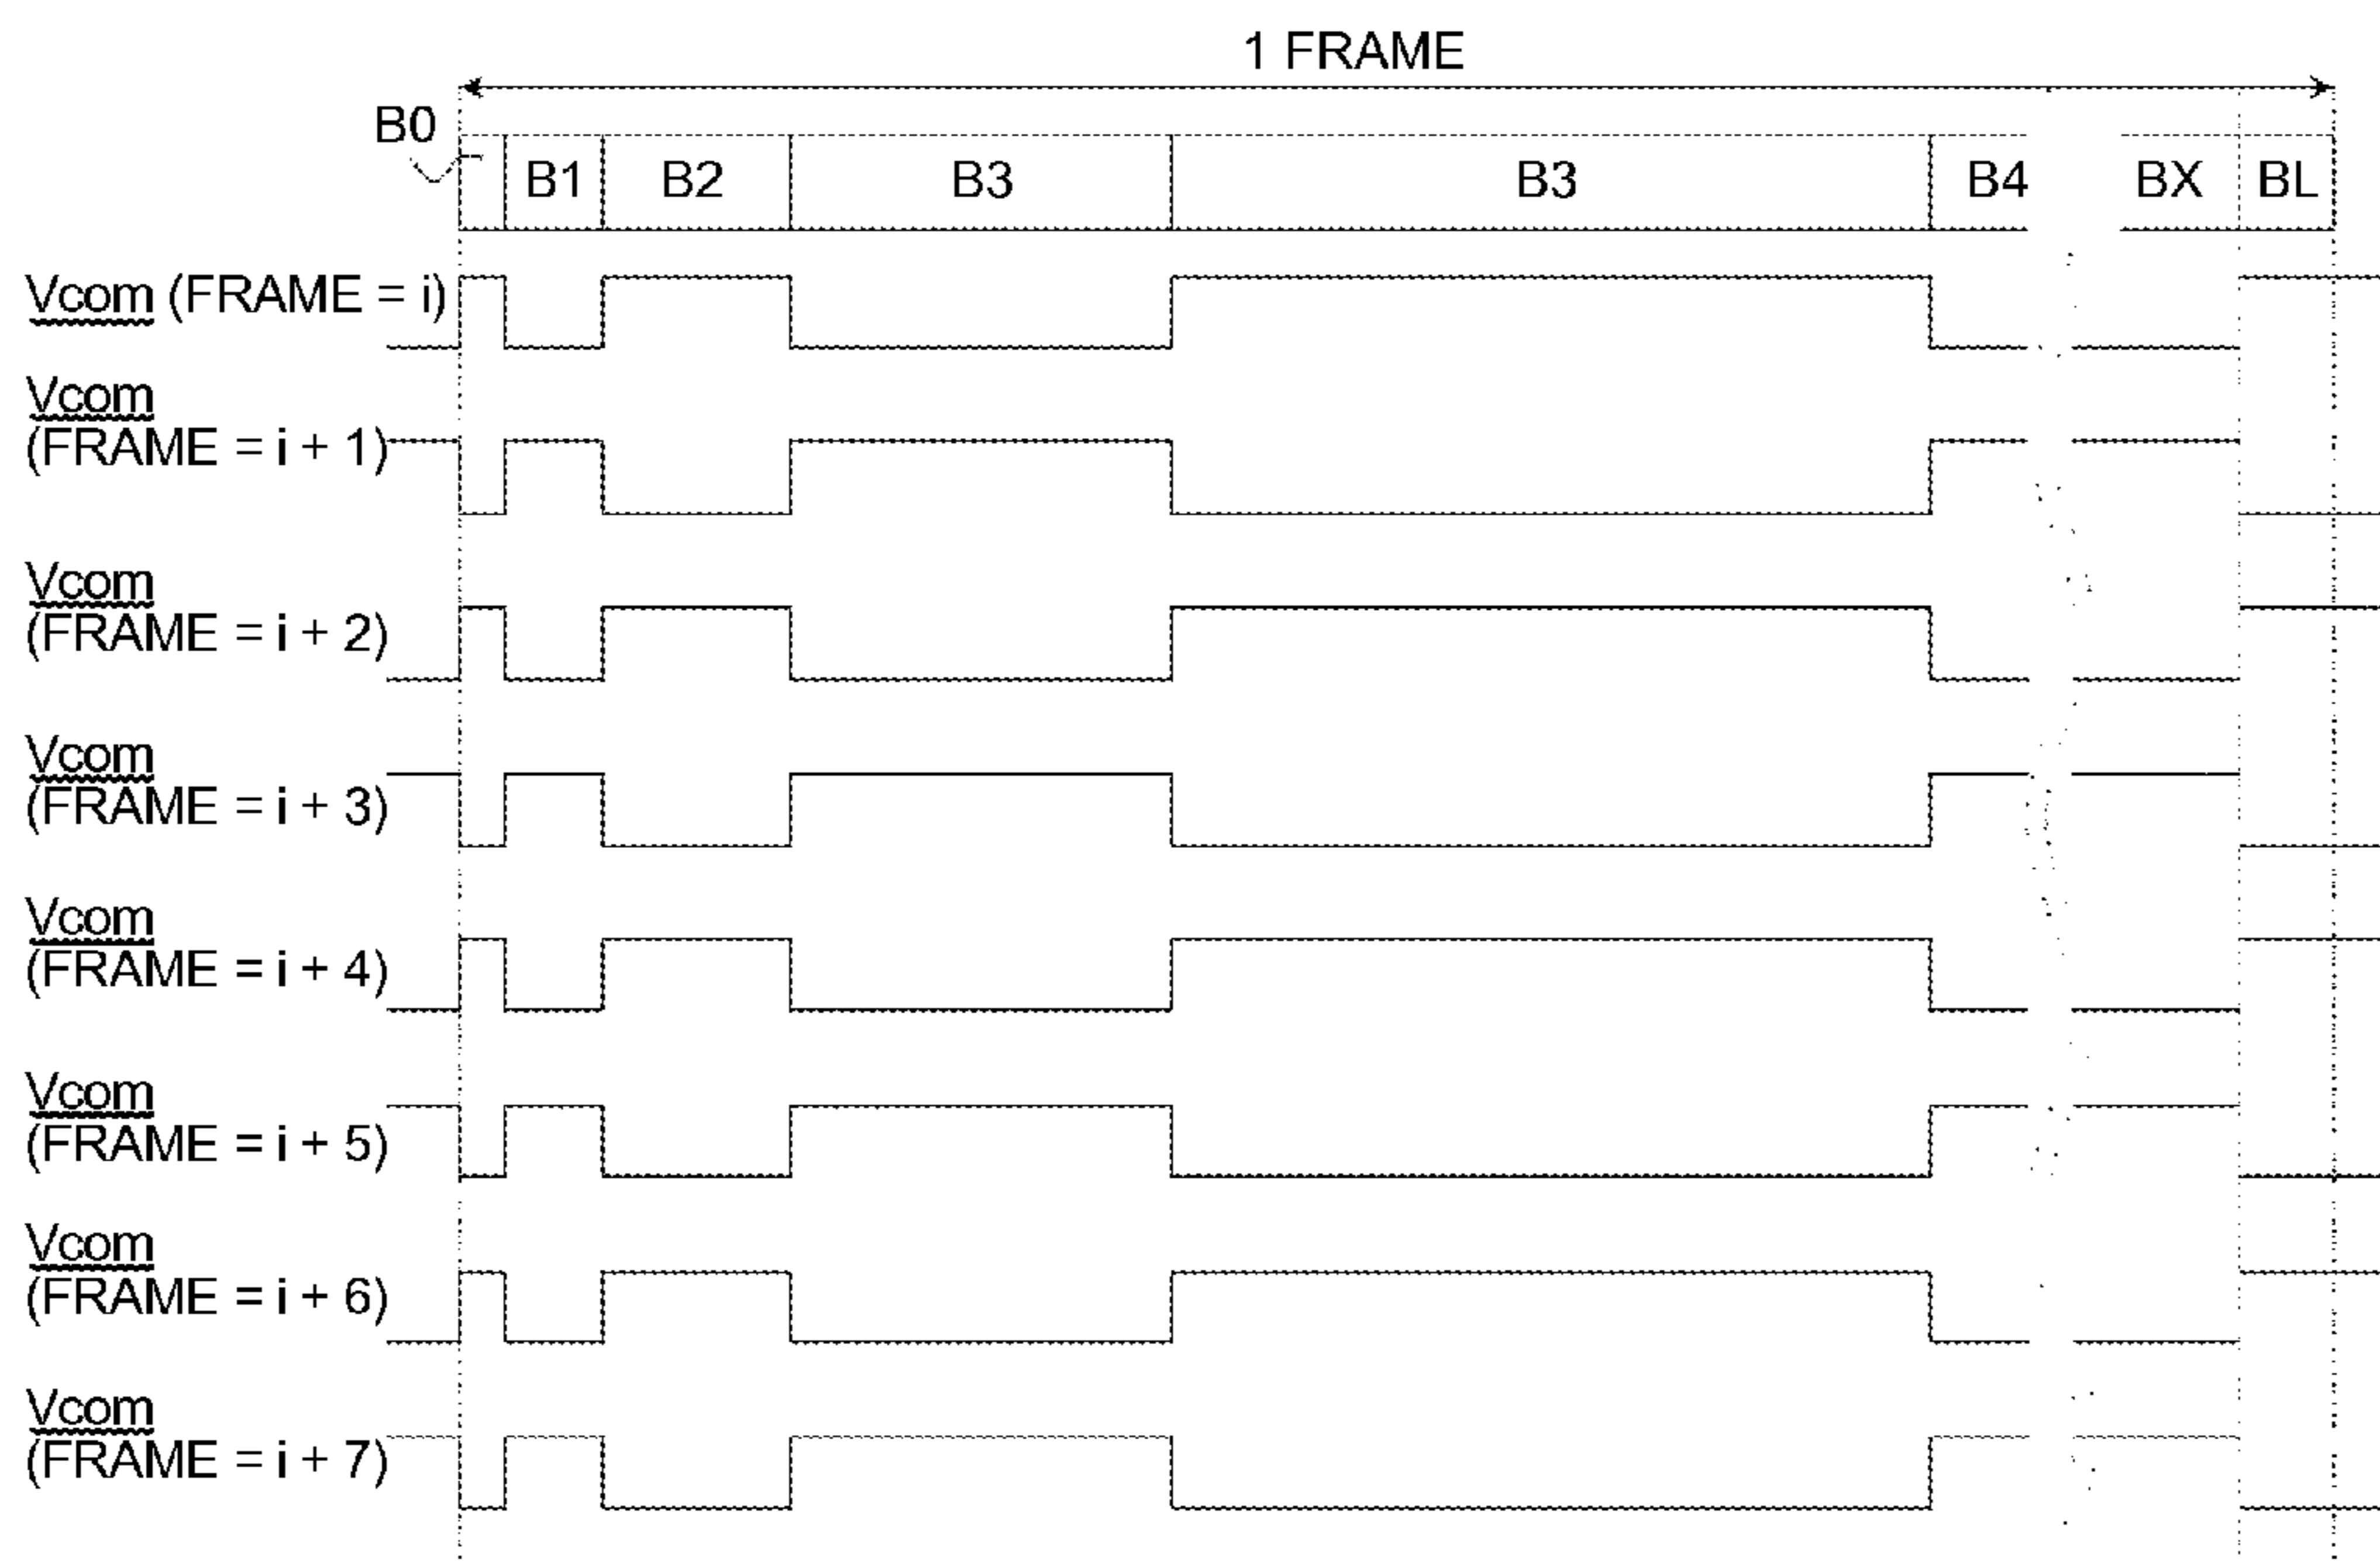 1 FRAME
B0
B1 B2 B3 B3 B4 BX BL
Vcom (FRAME = i)
Vcom
(FRAME = i + 1)
Vcom
(FRAME = i + 2)
Vcom
(FRAME = i + 3)
Vcom
(FRAME = i + 4)
Vcom
(FRAME = i + 5)
Vcom
(FRAME = i + 6)
Vcom
(FRAME = i + 7)